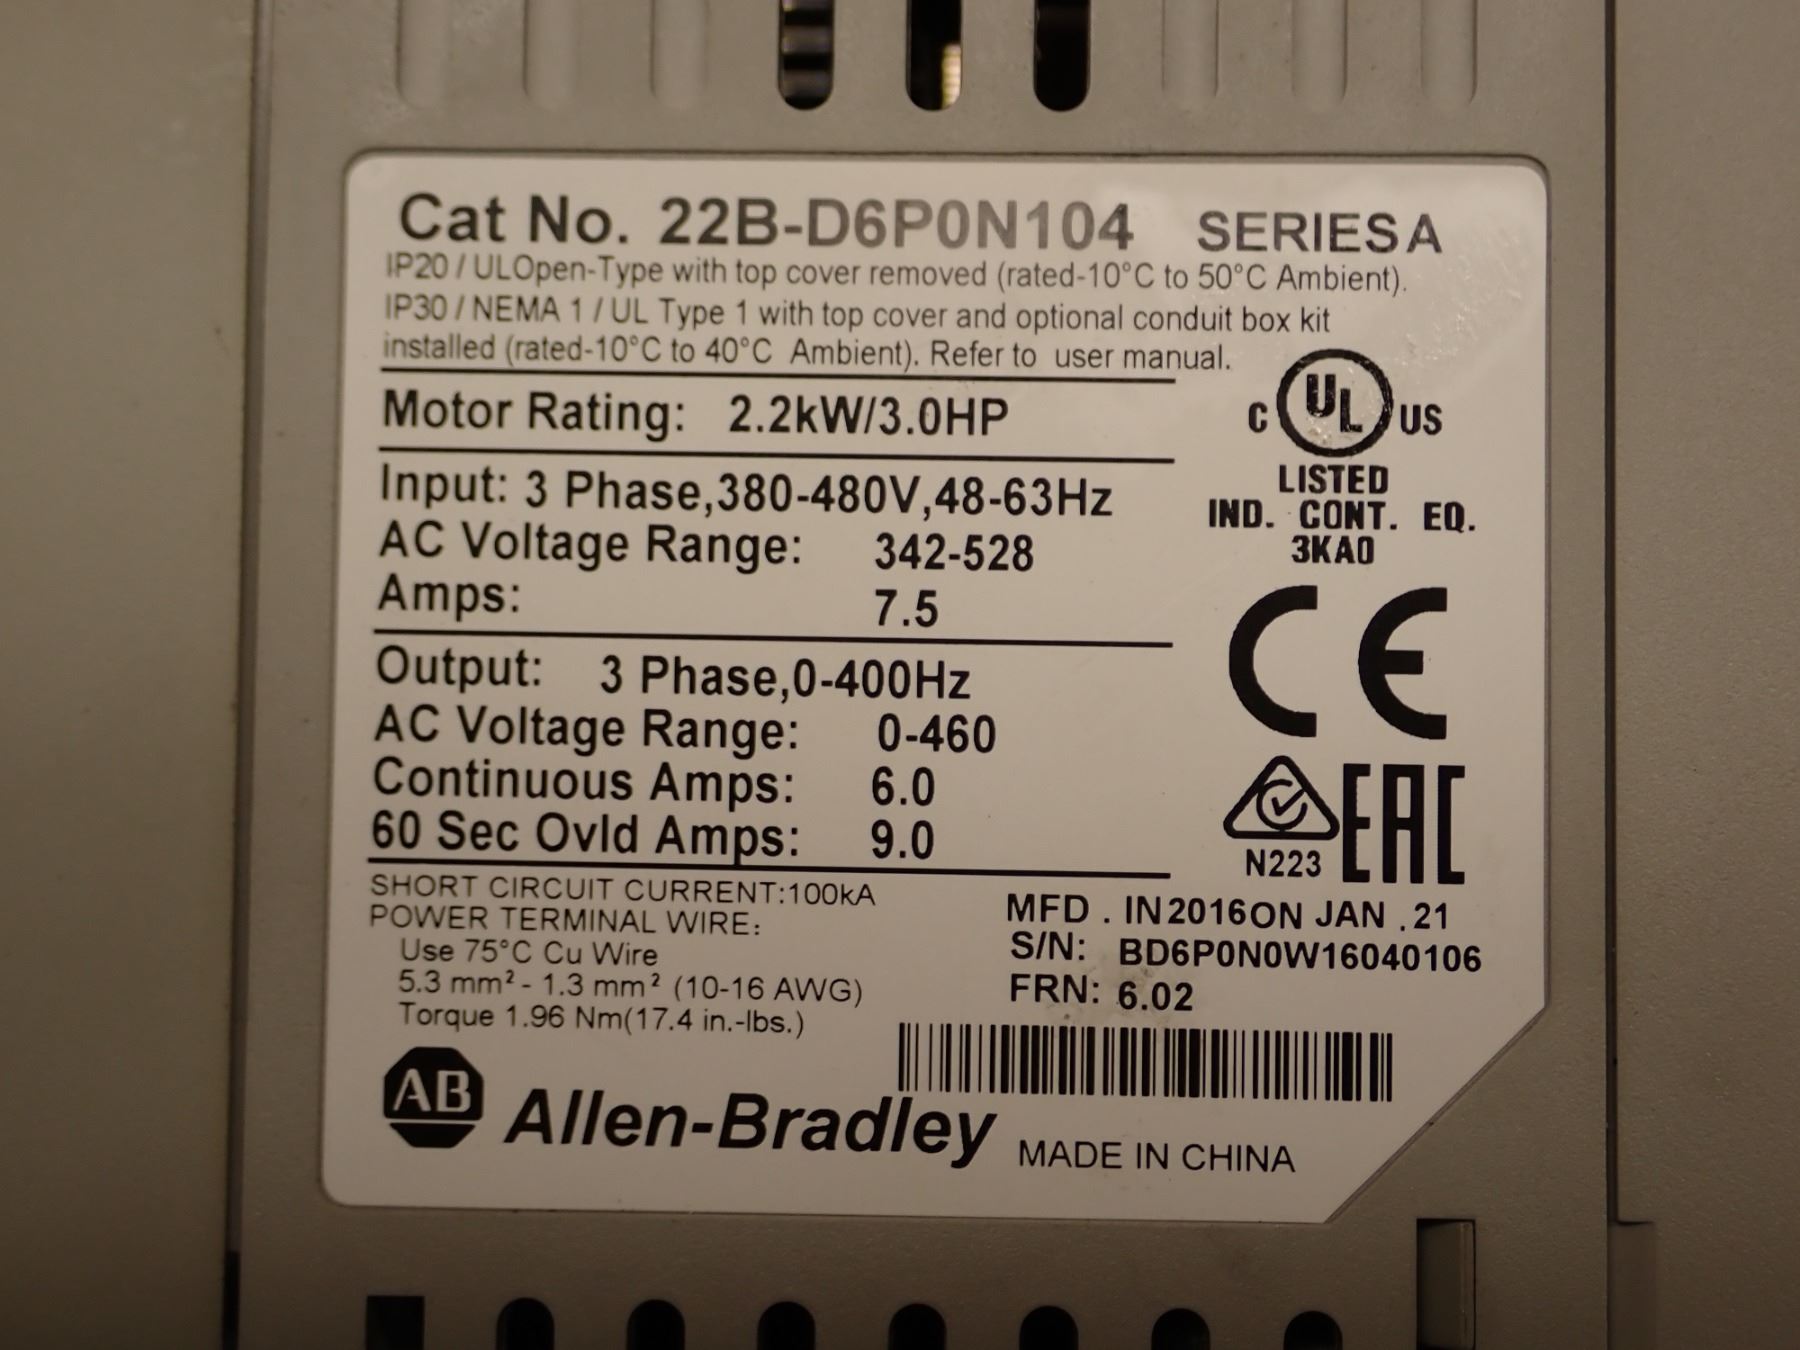 Cat No. 22B-D6P0N104 SERIES A
IP20 / UL Open-Type with top cover removed (rated-10°C to 50°C Ambient).
IP30 / NEMA 1 / UL Type 1 with top cover and optional conduit box kit
installed (rated-10°C to 40°C Ambient). Refer to user manual.
Motor Rating: 2.2kW/3.0HP
C UL US
LISTED
IND. CONT. EQ.
3KA0
Input: 3 Phase,380-480V,48-63Hz
AC Voltage Range: 342-528
Amps: 7.5
CE
Output: 3 Phase,0-400Hz
AC Voltage Range: 0-460
Continuous Amps: 6.0
60 Sec Ovld Amps: 9.0
N223
EAC
SHORT CIRCUIT CURRENT:100kA
POWER TERMINAL WIRE:
Use 75°C Cu Wire
5.3 mm² - 1.3 mm² (10-16 AWG)
Torque 1.96 Nm(17.4 in.-lbs.)
MFD . IN 2016 ON JAN .21
S/N: BD6P0N0W16040106
FRN: 6.02
AB Allen-Bradley
MADE IN CHINA